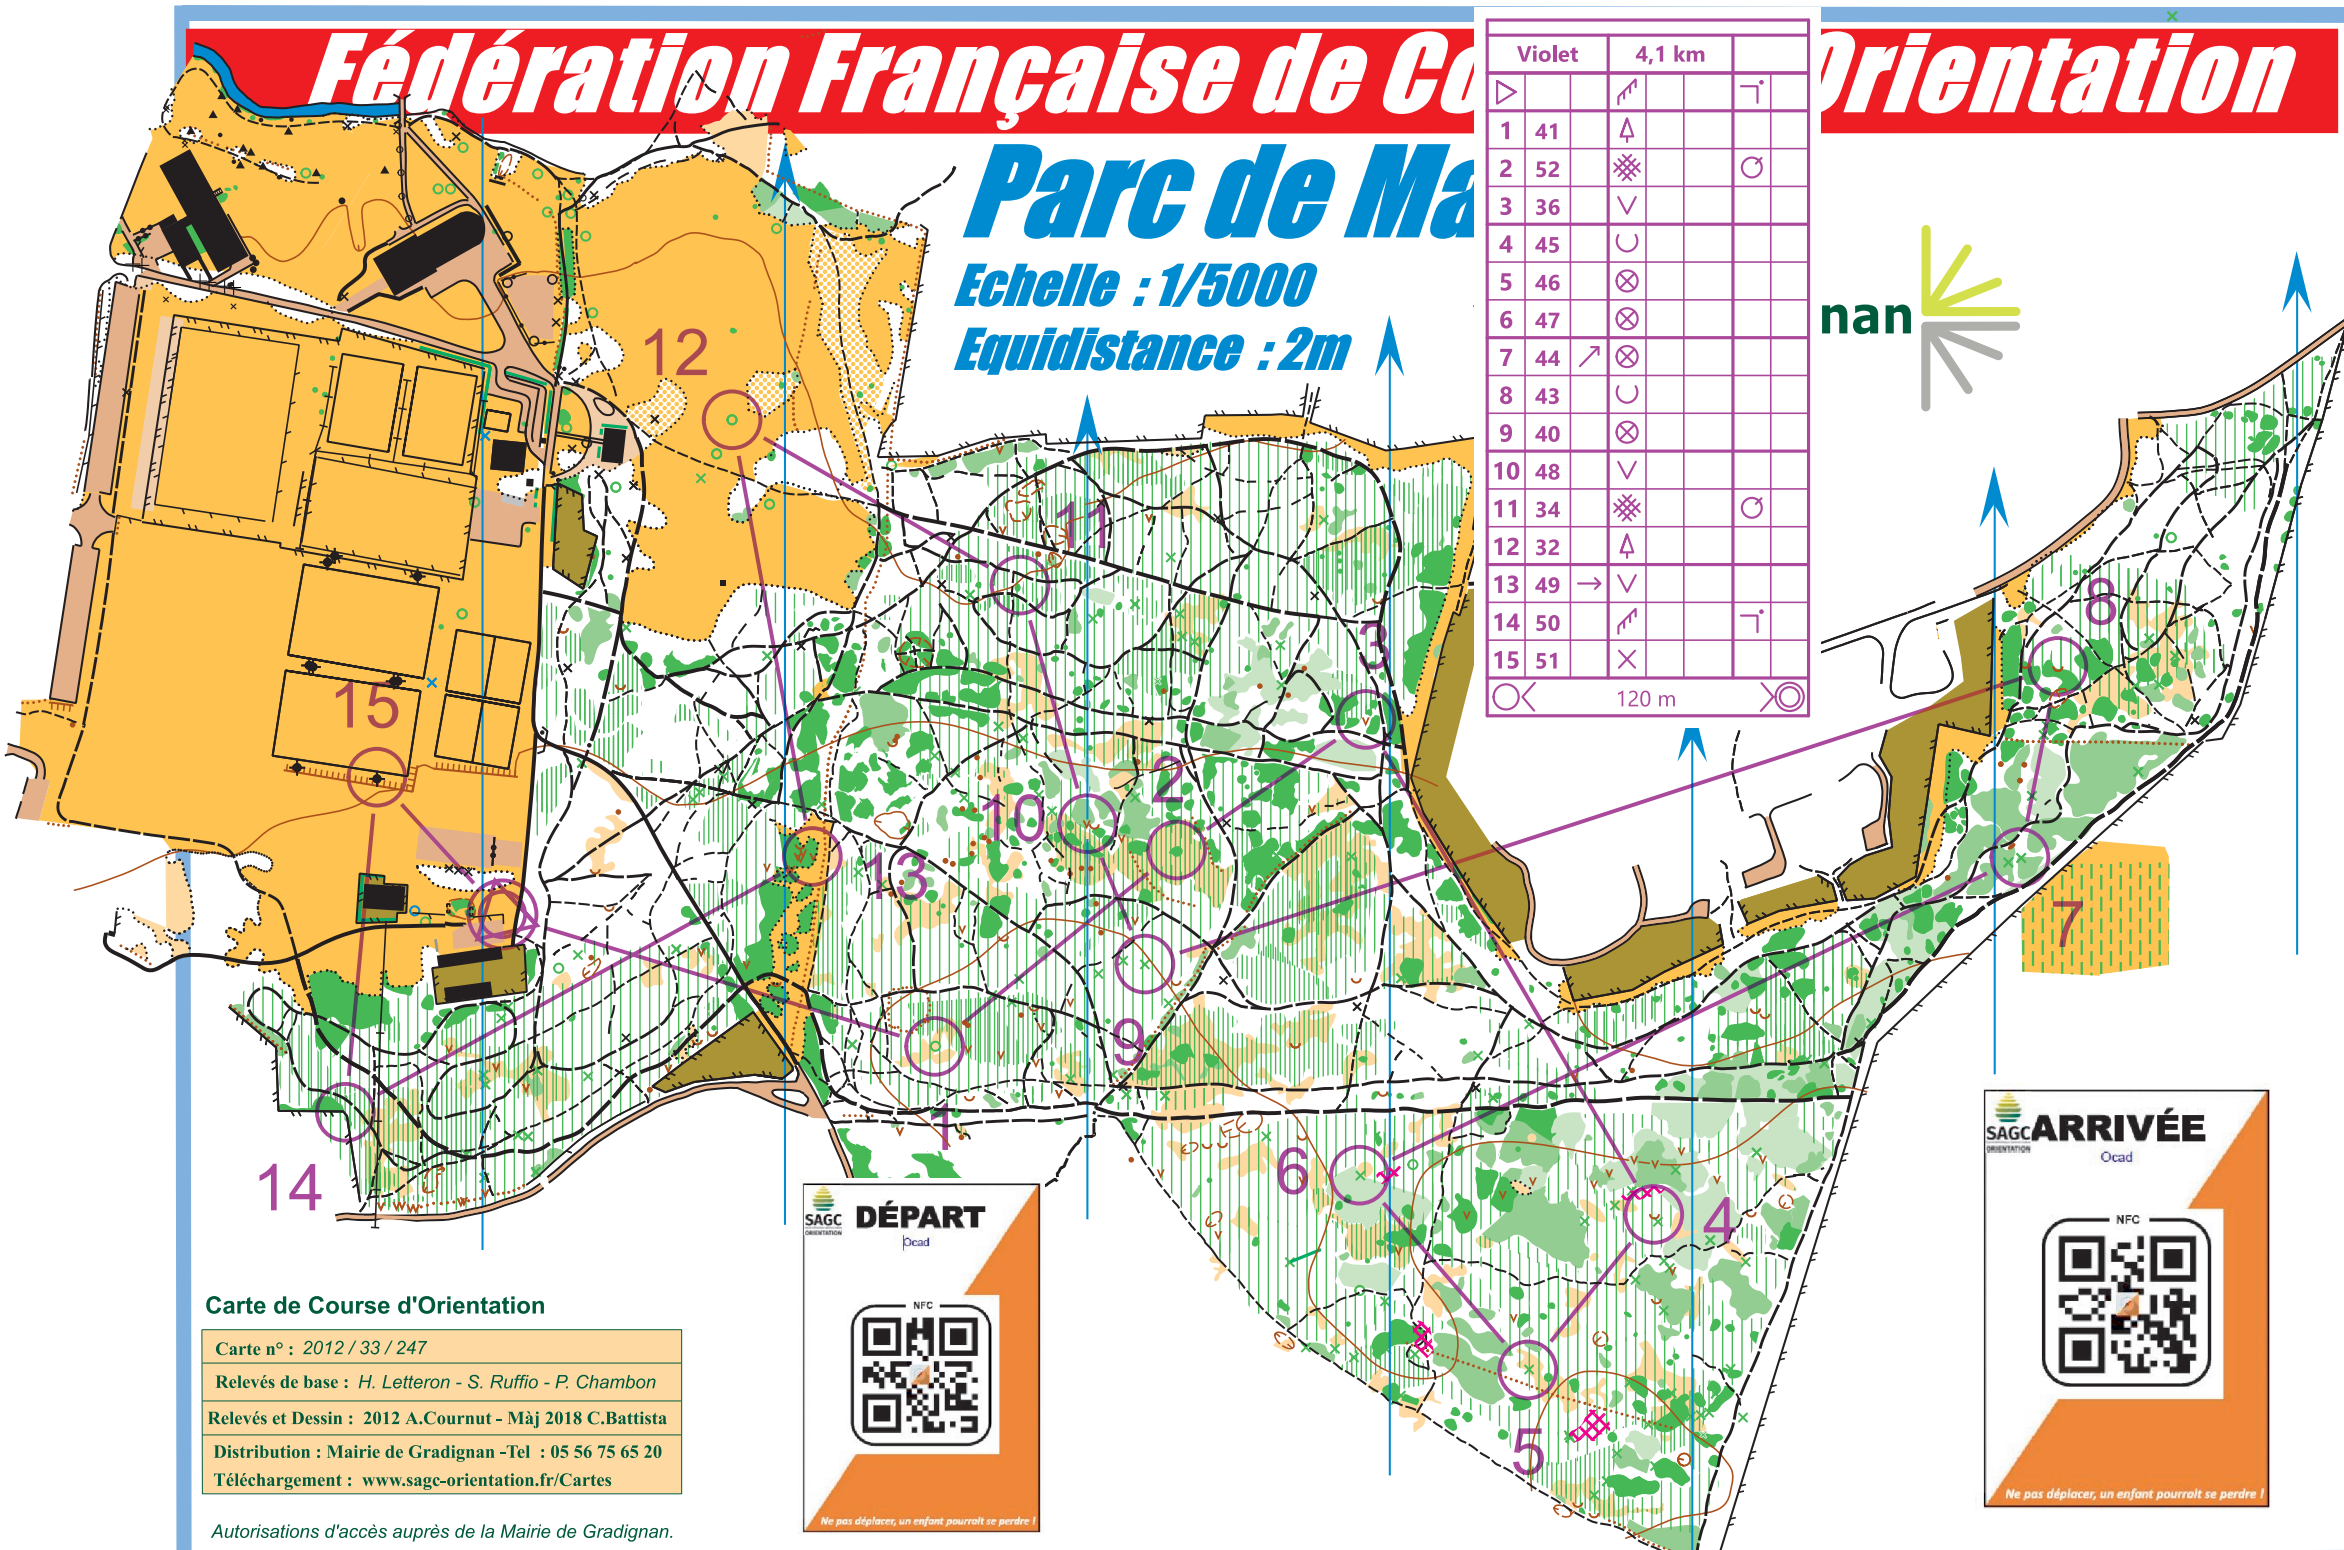 Fédération Française de Co
Orientation
Parc de Ma
Echelle : 1/5000
Equidistance : 2m
nan
Violet 4,1 km
1 41
2 52
3 36
4 45
5 46
6 47
7 44
8 43
9 40
10 48
11 34
12 32
13 49
14 50
15 51
120 m
12
11
3
8
15
2
10
13
7
9
1
14
6
4
5
SAGC
ORIENTATION
DÉPART
Ocad
NFC
Ne pas déplacer, un enfant pourrait se perdre !
SAGC
ORIENTATION
ARRIVÉE
Ocad
NFC
Ne pas déplacer, un enfant pourrait se perdre !
Carte de Course d'Orientation
Carte n° : 2012 / 33 / 247
Relevés de base : H. Letteron - S. Ruffio - P. Chambon
Relevés et Dessin : 2012 A.Cournut - Màj 2018 C.Battista
Distribution : Mairie de Gradignan -Tel : 05 56 75 65 20
Téléchargement : www.sagc-orientation.fr/Cartes
Autorisations d'accès auprès de la Mairie de Gradignan.